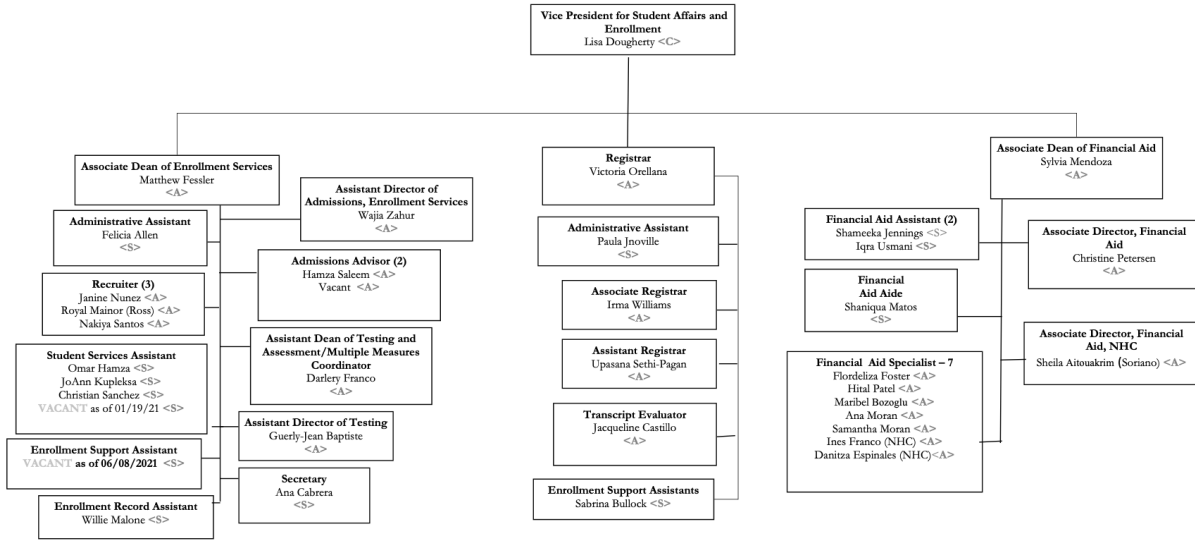 Vice President for Student Affairs and
Enrollment
Lisa Dougherty <C>
Associate Dean of Enrollment Services
Matthew Fessler
<A>
Assistant Director of
Admissions, Enrollment Services
Wajia Zahur
<A>
Administrative Assistant
Felicia Allen
<S>
Admissions Advisor (2)
Hamza Saleem <A>
Vacant <A>
Recruiter (3)
Janine Nunez <A>
Royal Mainor (Ross) <A>
Nakiya Santos <A>
Assistant Dean of Testing and
Assessment/Multiple Measures
Coordinator
Darlery Franco
<A>
Student Services Assistant
Omar Hamza <S>
JoAnn Kupleksa <S>
Christian Sanchez <S>
VACANT as of 01/19/21 <S>
Assistant Director of Testing
Guerly-Jean Baptiste
<A>
Enrollment Support Assistant
VACANT as of 06/08/2021 <S>
Secretary
Ana Cabrera
<S>
Enrollment Record Assistant
Willie Malone <S>
Registrar
Victoria Orellana
<A>
Administrative Assistant
Paula Jnoville
<S>
Associate Registrar
Irma Williams
<A>
Assistant Registrar
Upasana Sethi-Pagan
<A>
Transcript Evaluator
Jacqueline Castillo
<A>
Enrollment Support Assistants
Sabrina Bullock <S>
Associate Dean of Financial Aid
Sylvia Mendoza
<A>
Financial Aid Assistant (2)
Shameeka Jennings <S>
Iqra Usmani <S>
Associate Director, Financial
Aid
Christine Petersen
<A>
Financial
Aid Aide
Shaniqua Matos
<S>
Associate Director, Financial
Aid, NHC
Sheila Aitouakrim (Soriano) <A>
Financial Aid Specialist – 7
Flordeliza Foster <A>
Hital Patel <A>
Maribel Bozoglu <A>
Ana Moran <A>
Samantha Moran <A>
Ines Franco (NHC) <A>
Danitza Espinales (NHC)<A>